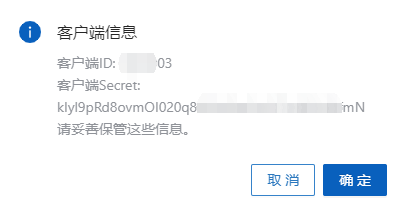 客户端信息
客户端ID: 03
客户端Secret:
klyl9pRd8ovmOI020q8 mN
请妥善保管这些信息。
取消 确定